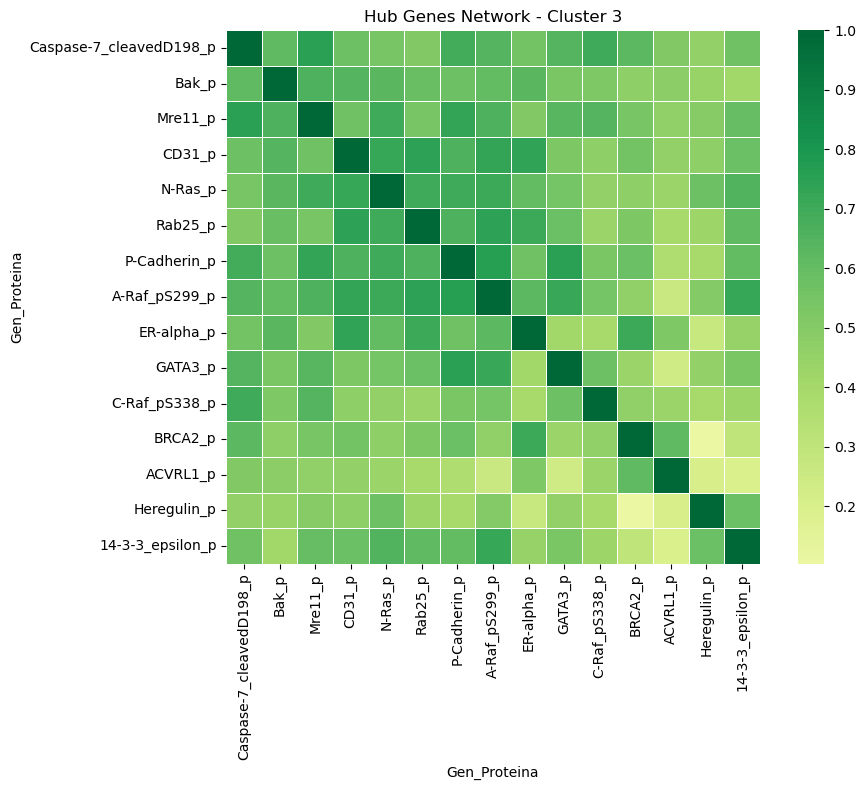 Hub Genes Network - Cluster 3
Caspase-7_cleavedD198_p
Bak_p
Mre11_p
CD31_p
N-Ras_p
Rab25_p
P-Cadherin_p
A-Raf_pS299_p
ER-alpha_p
GATA3_p
C-Raf_pS338_p
BRCA2_p
ACVRL1_p
Heregulin_p
14-3-3_epsilon_p
Gen_Proteina
Caspase-7_cleavedD198_p
Bak_p
Mre11_p
CD31_p
N-Ras_p
Rab25_p
P-Cadherin_p
A-Raf_pS299_p
ER-alpha_p
GATA3_p
C-Raf_pS338_p
BRCA2_p
ACVRL1_p
Heregulin_p
14-3-3_epsilon_p
Gen_Proteina
1.0
0.9
0.8
0.7
0.6
0.5
0.4
0.3
0.2